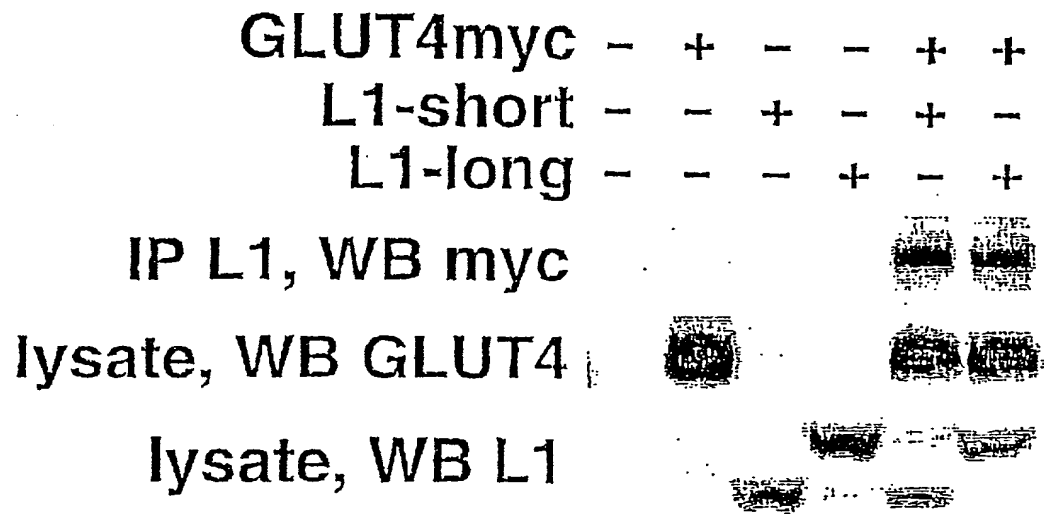 GLUT4myc - + - - + +
L1-short - - + - + -
L1-long - - - + - +
IP L1, WB myc
lysate, WB GLUT4
lysate, WB L1